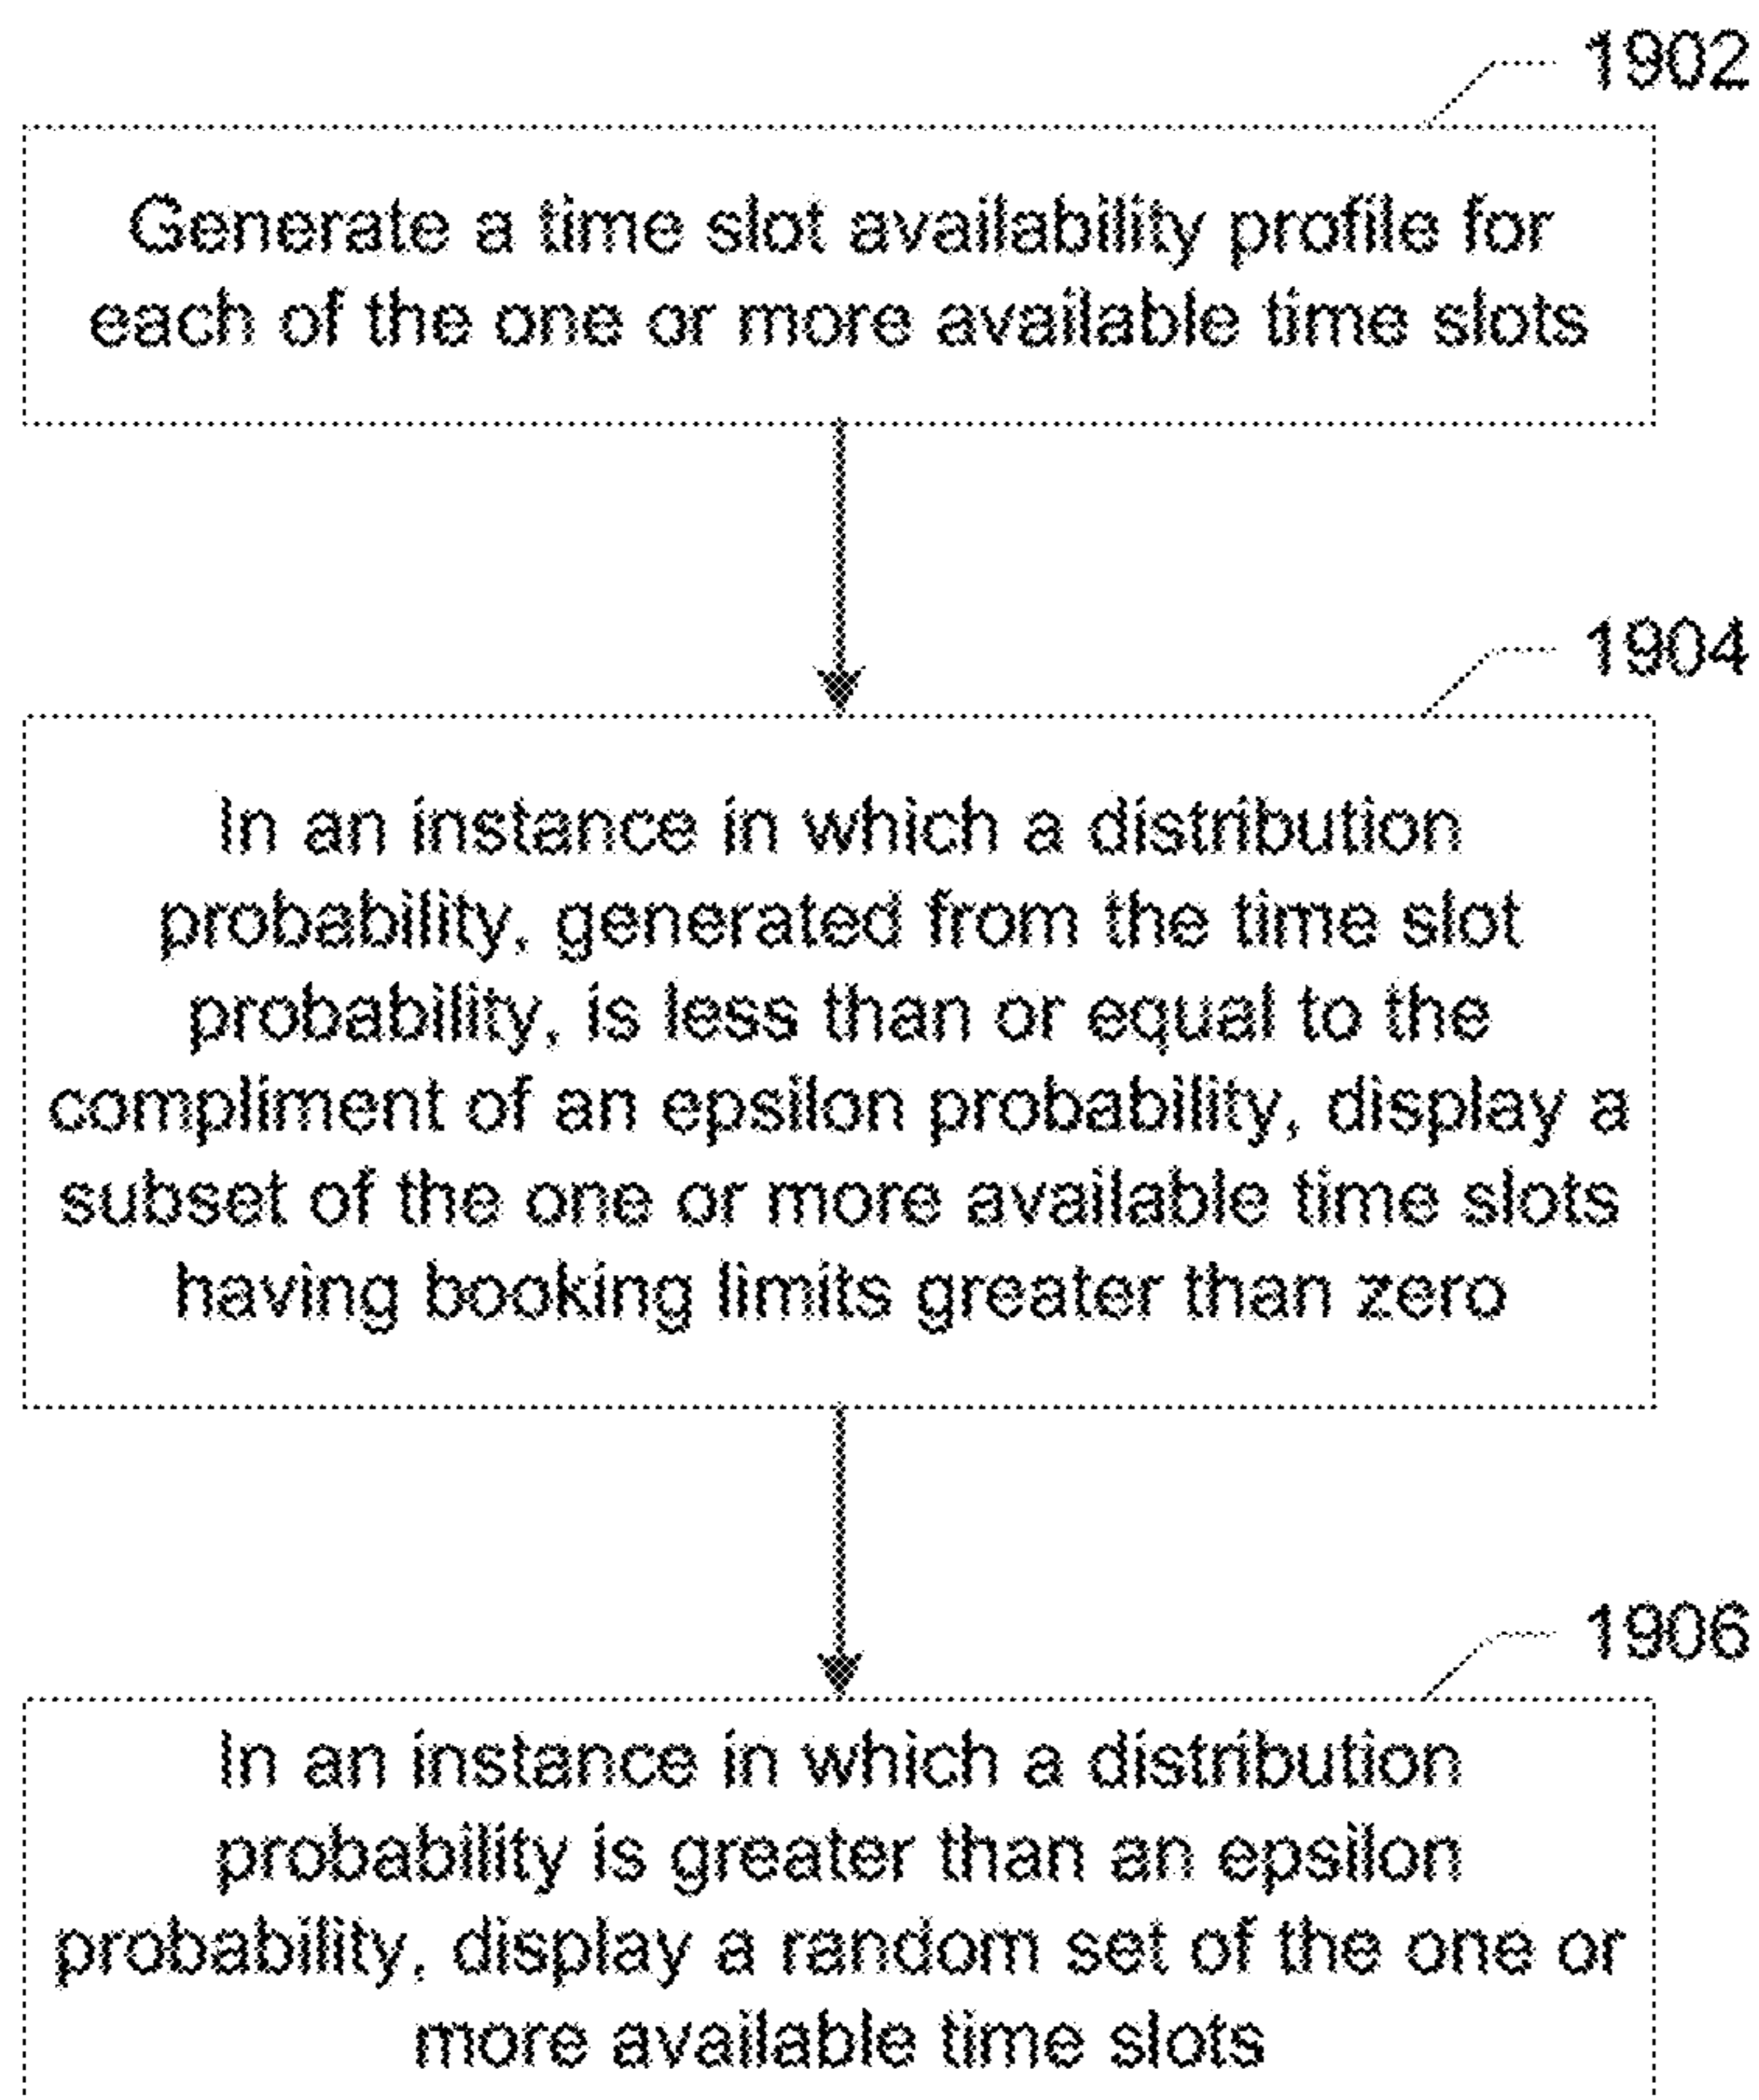 1902
Generate a time slot availability profile for
each of the one or more available time slots
1904
In an instance in which a distribution
probability, generated from the time slot
probability, is less than or equal to the
compliment of an epsilon probability, display a
subset of the one or more available time slots
having booking limits greater than zero
1906
In an instance in which a distribution
probability is greater than an epsilon
probability, display a random set of the one or
more available time slots